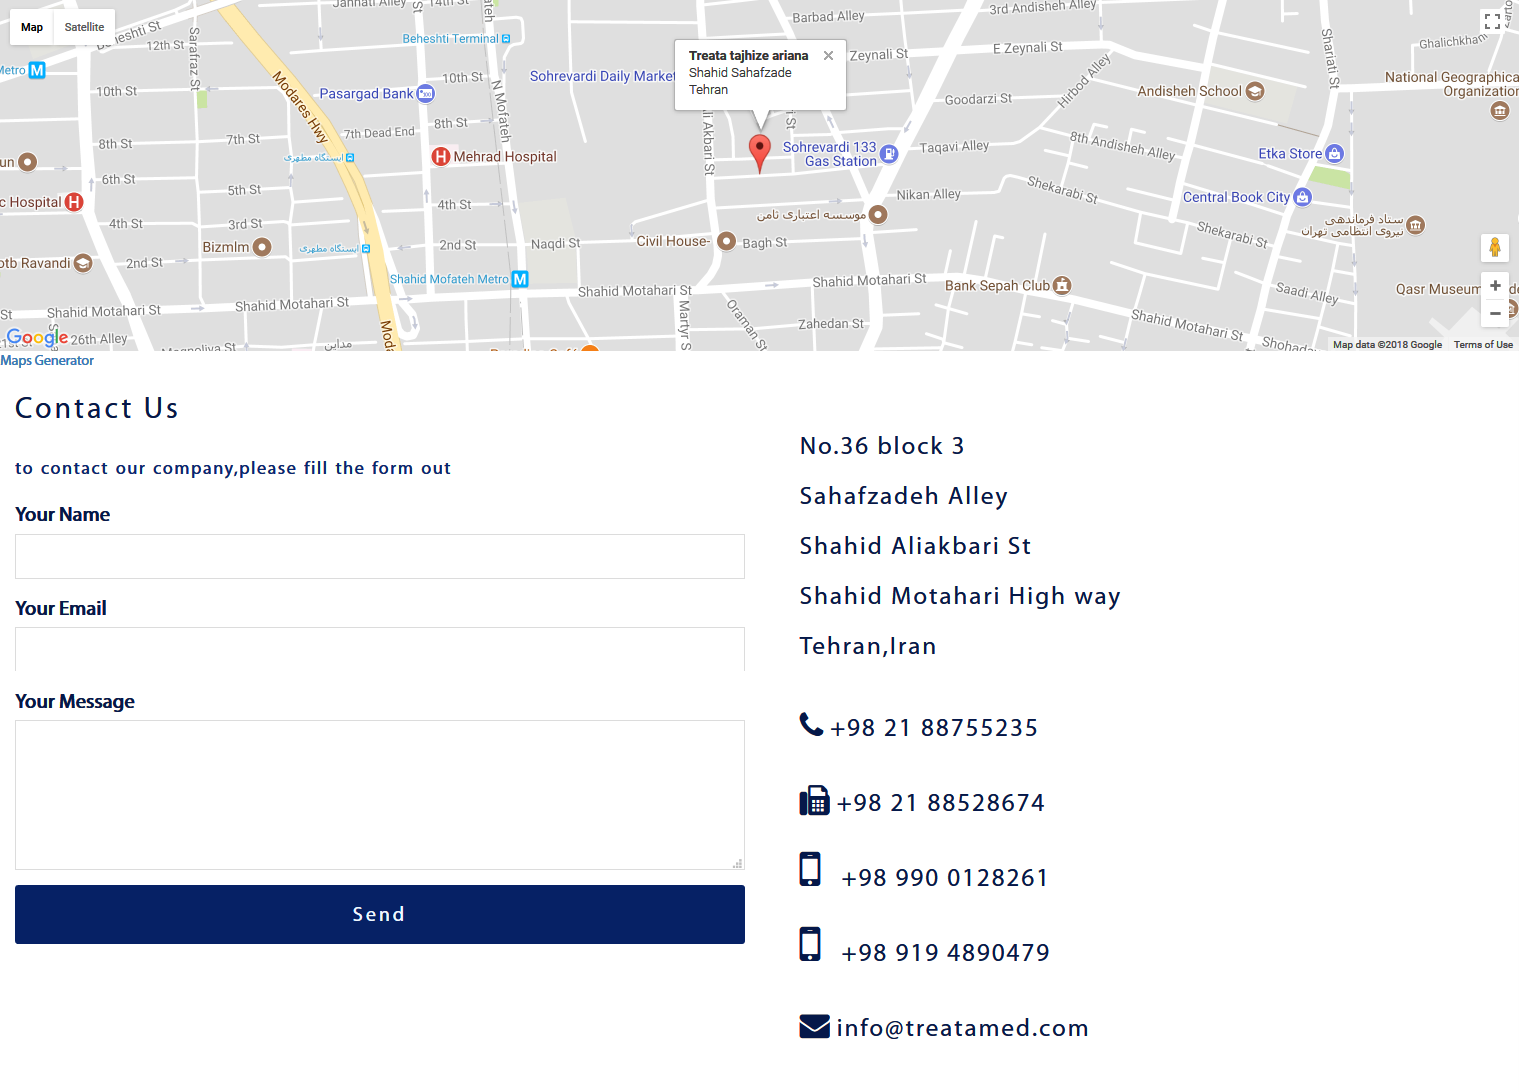 Map
Satellite
Beheshti St
12th St
Sarafraz St
Metro M
10th St
8th St
7th St
6th St
5th St
4th St
3rd St
2nd St
Bizmlm
Shahid Motahari St
Shahid Motahari St
26th Alley
Google
Modares Hwy
Jannati Alley
14th St
Beheshti Terminal
10th St
Pasargad Bank
N Mofateh
8th St
7th Dead End
ایستگاه مطهری
H Mehrad Hospital
4th St
2nd St
ایستگاه مطهری
Shahid Mofateh Metro M
Naqdi St
Shahid Motahari St
Sohrevardi Daily Market
Treata tajhize ariana
Shahid Sahafzade
Tehran
Barbad Alley
Zeynali St
E Zeynali St
3rd Andisheh Alley
Goodarzi St
Hirbod Alley
Sohrevardi 133
Gas Station
Taqavi Alley
Nikan Alley
موسسه اعتباری ثامن
Civil House-
Bagh St
Shahid Motahari St
Oraman St
Zahedan St
Bank Sepah Club
Andisheh School
8th Andisheh Alley
Shekarabi St
Shekarabi St
Shariati St
Ghalichkhani
National Geographical
Organization
Etka Store
Central Book City
ستاد فرماندهی
نیروی انتظامی تهران
Saadi Alley
Qasr Museum
Shahid Motahari St
Map data ©2018 Google
Terms of Use
Maps Generator
Contact Us
to contact our company,please fill the form out
Your Name
Your Email
Your Message
Send
No.36 block 3
Sahafzadeh Alley
Shahid Aliakbari St
Shahid Motahari High way
Tehran,Iran
+98 21 88755235
+98 21 88528674
+98 990 0128261
+98 919 4890479
info@treatamed.com